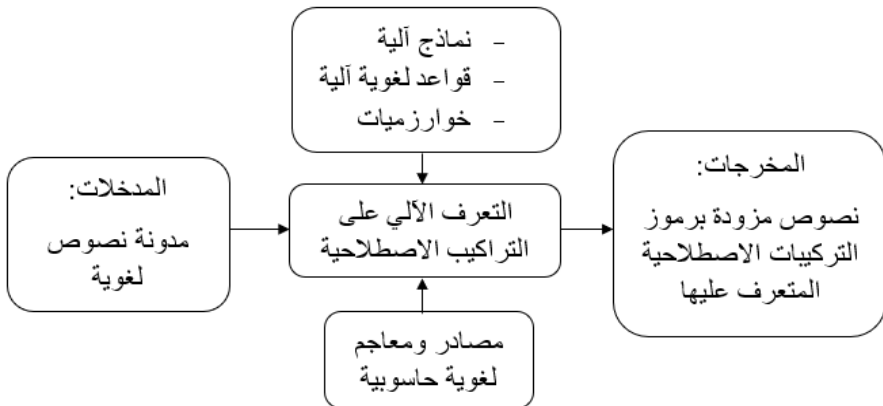 - نماذج آلية
- قواعد لغوية آلية
- خوارزميات
المدخلات:
مدونة نصوص
لغوية
التعرف الآلي على
التراكيب الاصطلاحية
المخرجات:
نصوص مزودة برموز
التركيبات الاصطلاحية
المتعرف عليها
مصادر ومعاجم
لغوية حاسوبية